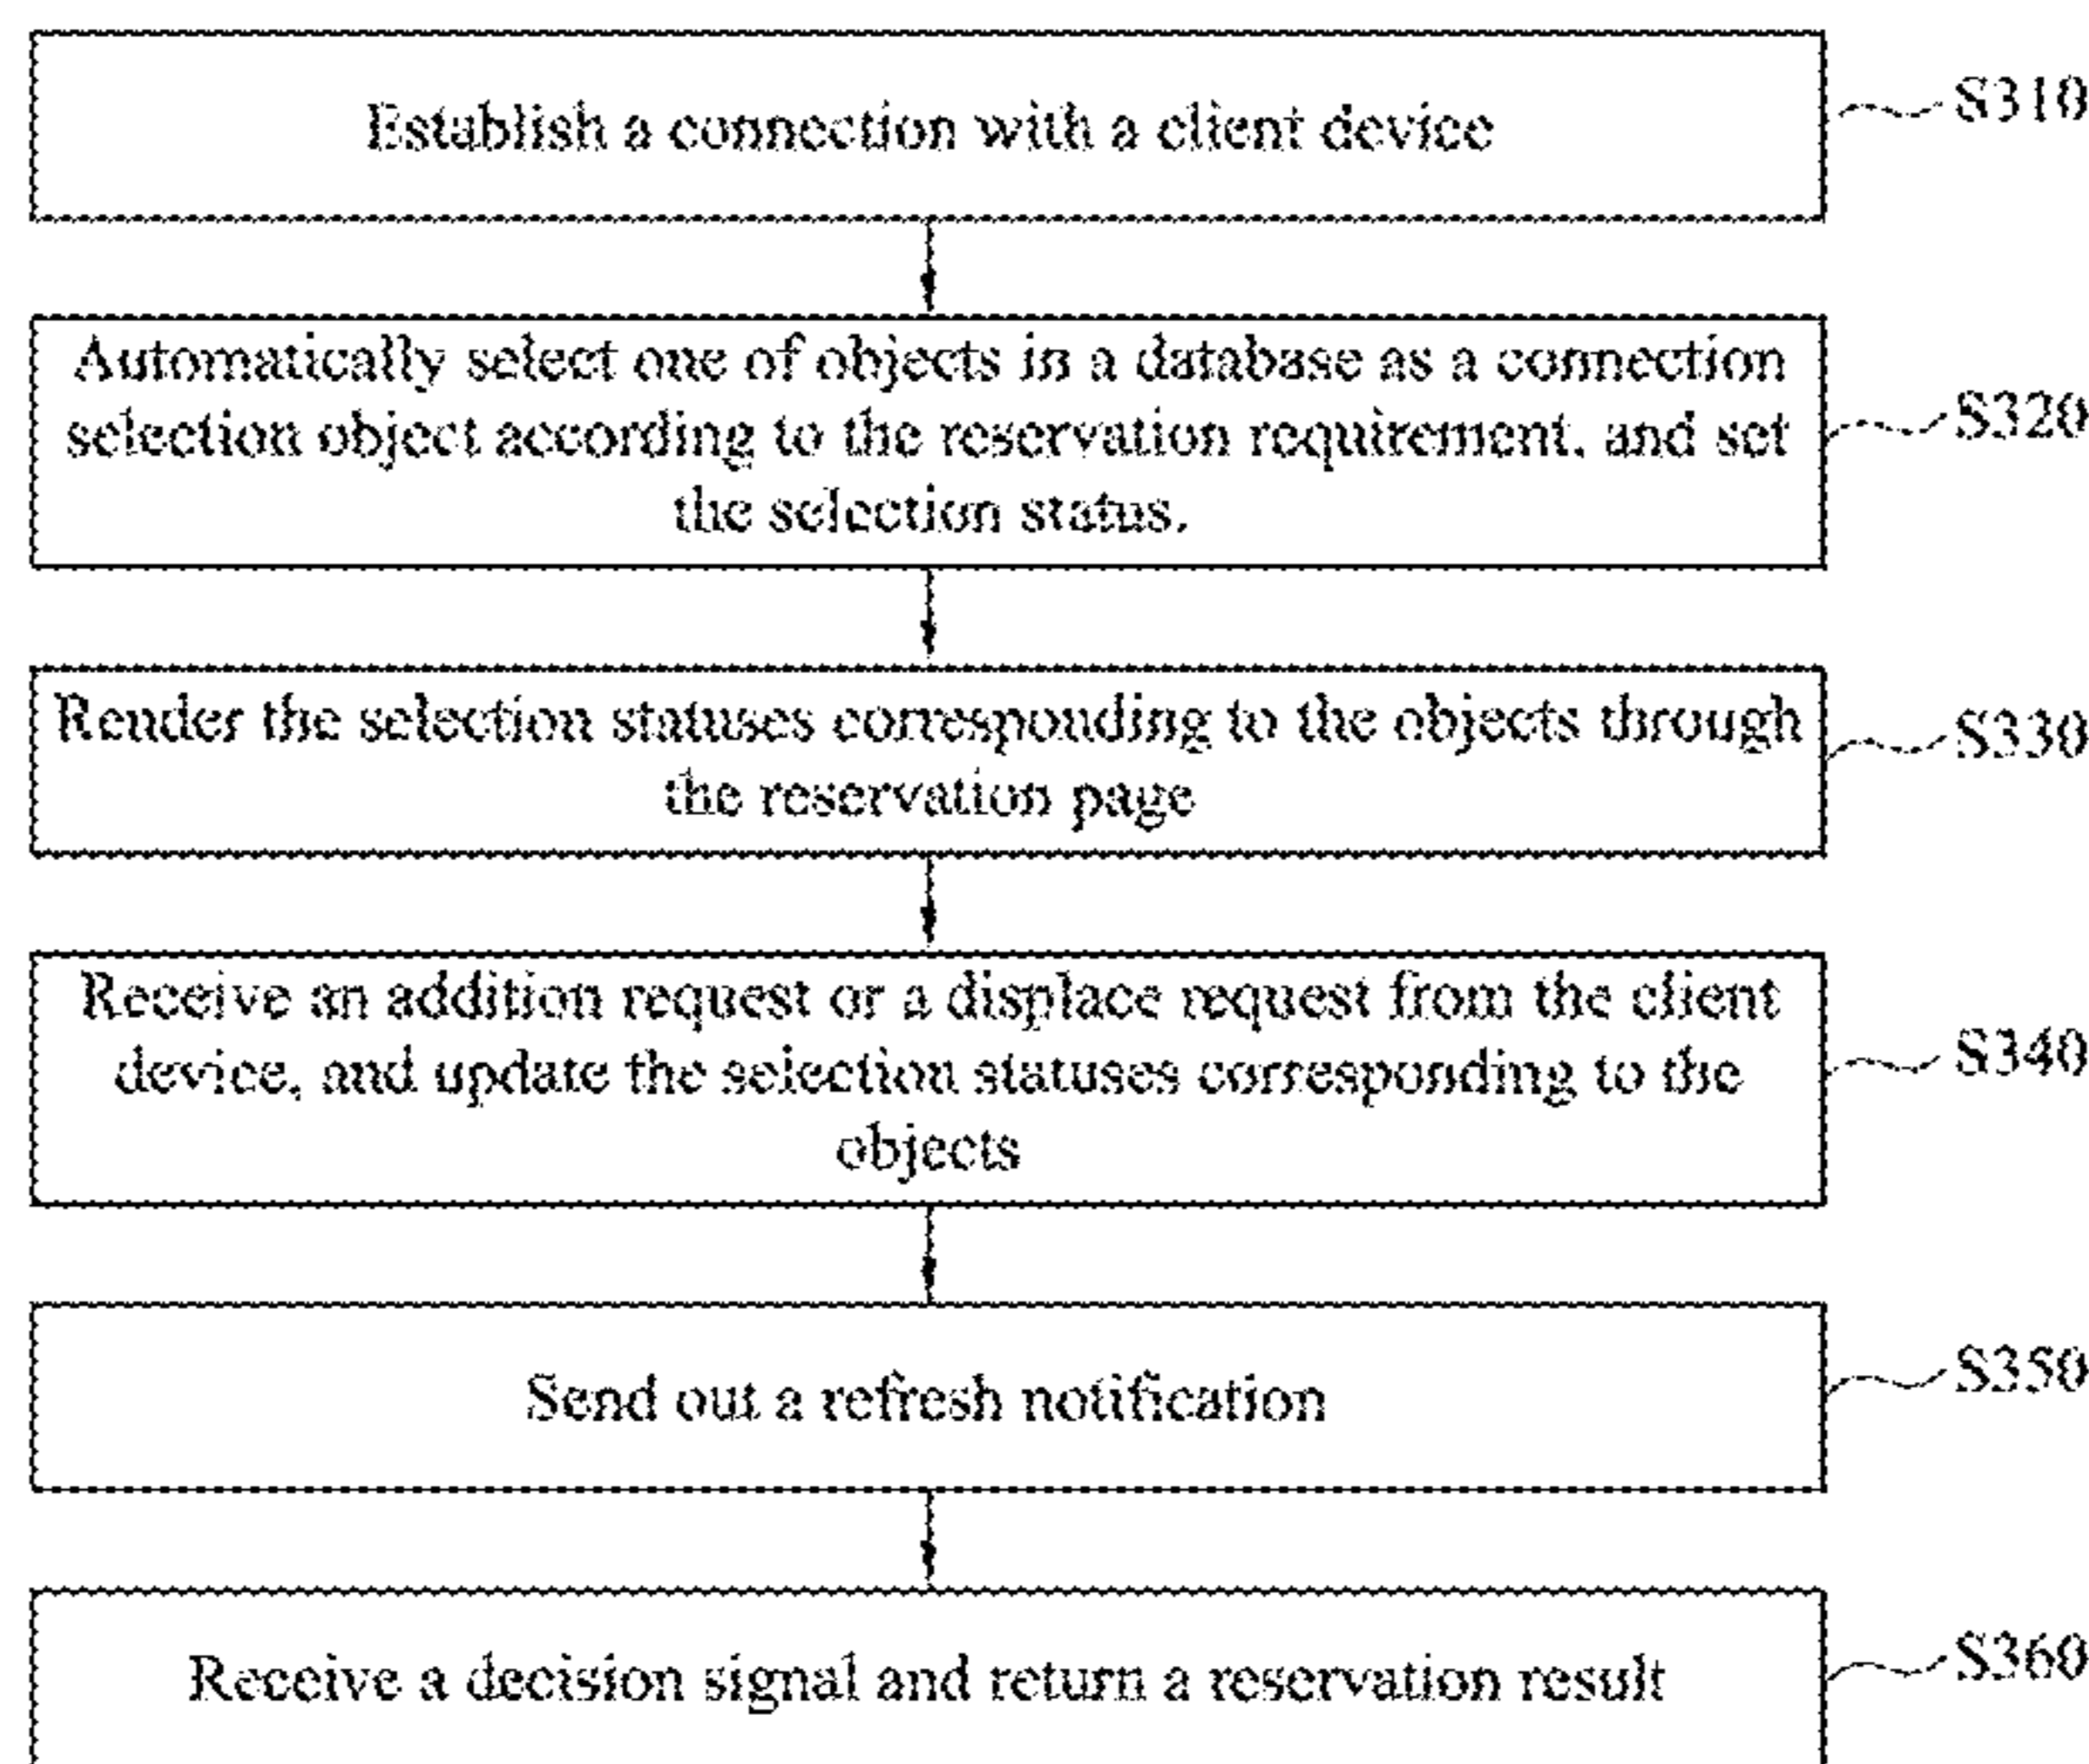 Establish a connection with a client device
S310
Automatically select one of objects in a database as a connection
selection object according to the reservation requirement, and set
the selection status.
S320
Render the selection statuses corresponding to the objects through
the reservation page
S330
Receive an addition request or a displace request from the client
device, and update the selection statuses corresponding to the
objects
S340
Send out a refresh notification
S350
Receive a decision signal and return a reservation result
S360